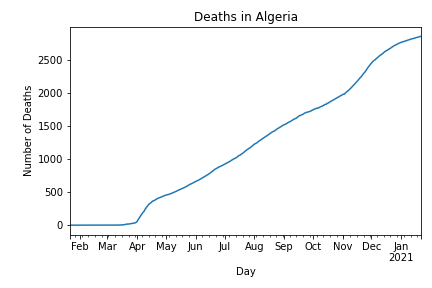 Deaths in Algeria
Number of Deaths
2500
2000
1500
1000
500
0
Feb Mar Apr May Jun Jul Aug Sep Oct Nov Dec Jan
2021
Day